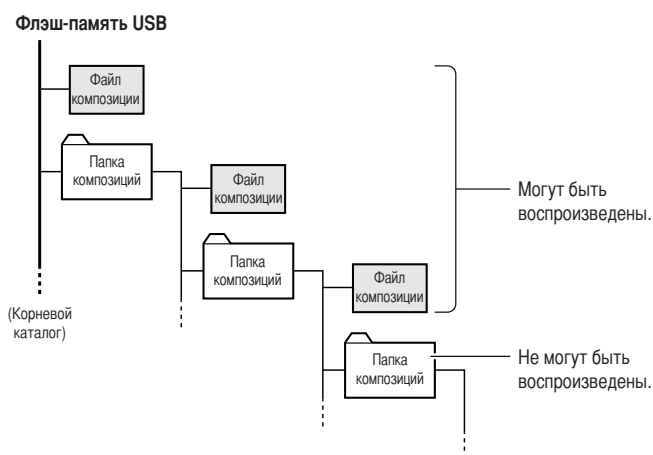 Флэш-память USB
Файл
композиции
Папка
композиций
Файл
композиции
Могут быть
воспроизведены.
Папка
композиций
Файл
композиции
(Корневой
каталог)
Папка
композиций
Не могут быть
воспроизведены.